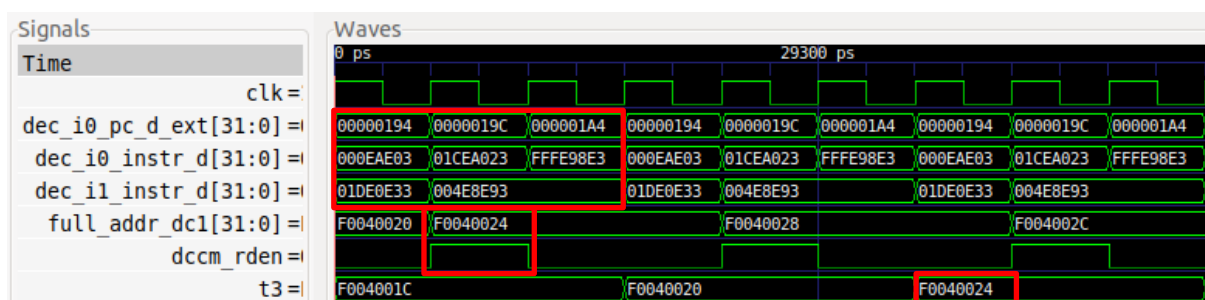 Signals
Waves
Time
0 ps 29300 ps
clk =
dec_i0_pc_d_ext[31:0] = 00000194 0000019C 000001A4 00000194 0000019C 000001A4 00000194 0000019C 000001A4
dec_i0_instr_d[31:0] = 000EAE03 01CEA023 FFFE98E3 000EAE03 01CEA023 FFFE98E3 000EAE03 01CEA023 FFFE98E3
dec_i1_instr_d[31:0] = 01DE0E33 004E8E93 01DE0E33 004E8E93 01DE0E33 004E8E93
full_addr_dc1[31:0] = F0040020 F0040024 F0040028 F004002C
dccm_rden =
t3 = F004001C F0040020 F0040024